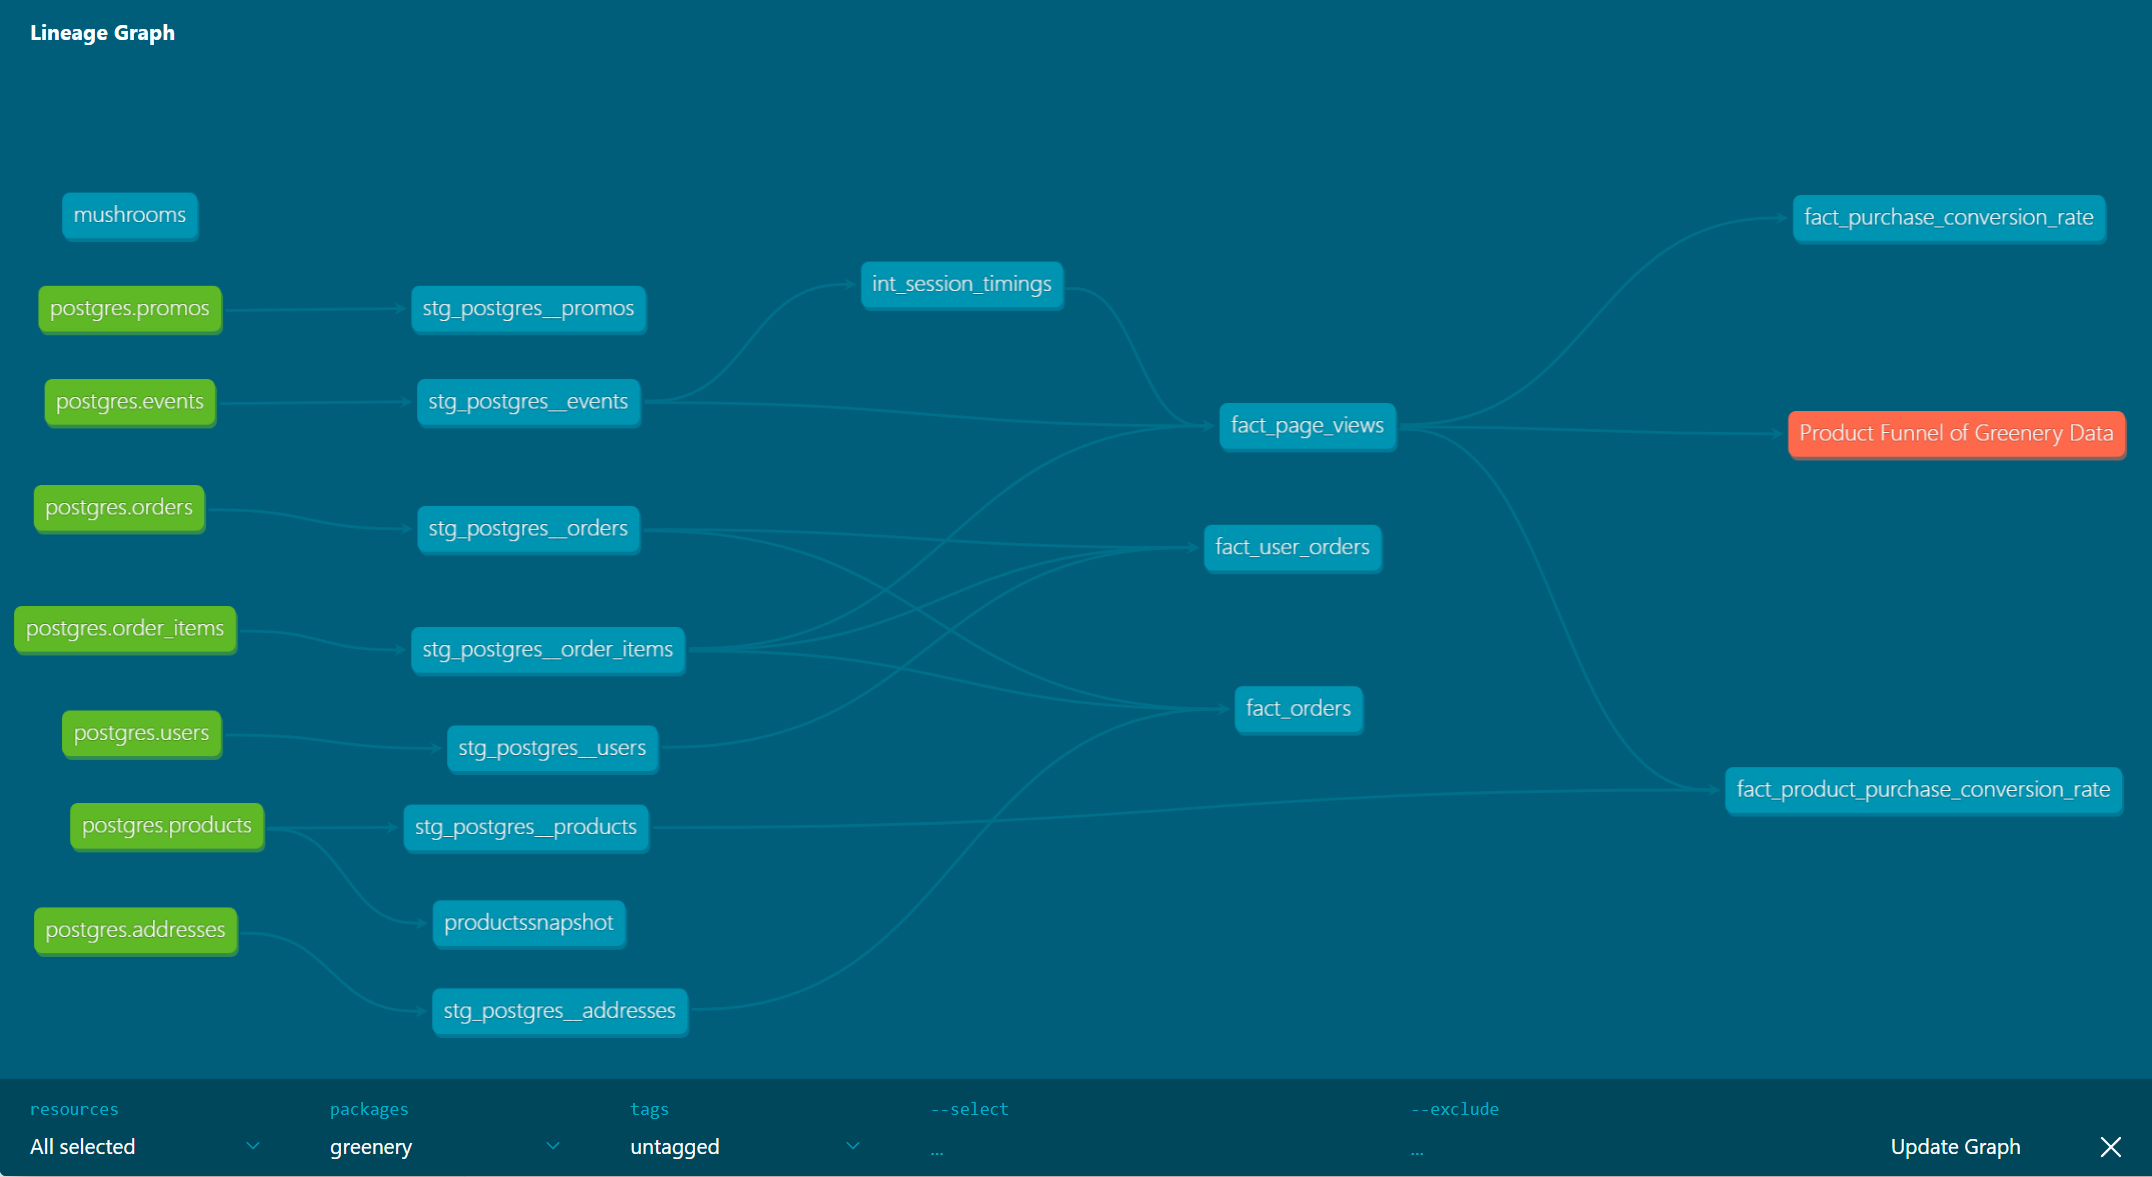 Lineage Graph
mushrooms
postgres.promos
postgres.events
postgres.orders
postgres.order_items
postgres.users
postgres.products
postgres.addresses
stg_postgres__promos
stg_postgres__events
stg_postgres__orders
stg_postgres__order_items
stg_postgres__users
stg_postgres__products
productssnapshot
stg_postgres__addresses
int_session_timings
fact_page_views
fact_user_orders
fact_orders
fact_purchase_conversion_rate
Product Funnel of Greenery Data
fact_product_purchase_conversion_rate
resources
All selected
packages
greenery
tags
untagged
--select
...
--exclude
...
Update Graph